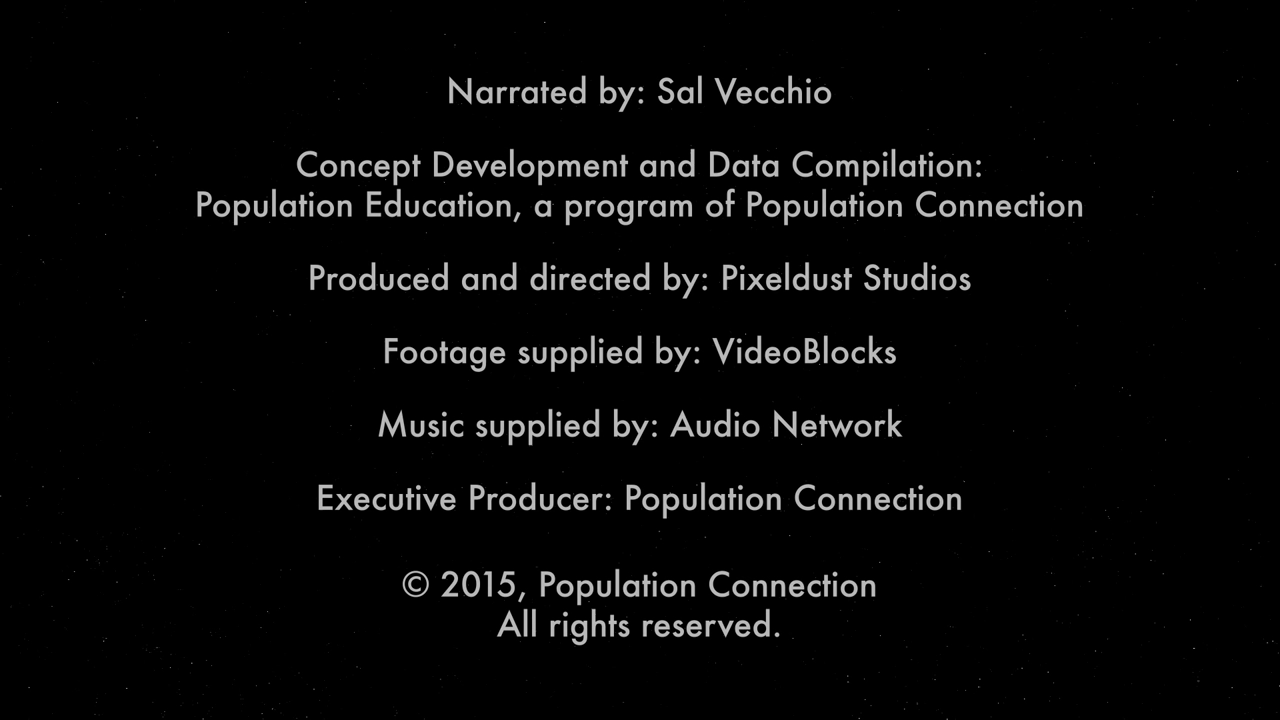 Narrated by: Sal Vecchio
Concept Development and Data Compilation:
Population Education, a program of Population Connection
Produced and directed by: Pixeldust Studios
Footage supplied by: VideoBlocks
Music supplied by: Audio Network
Executive Producer: Population Connection
© 2015, Population Connection
All rights reserved.